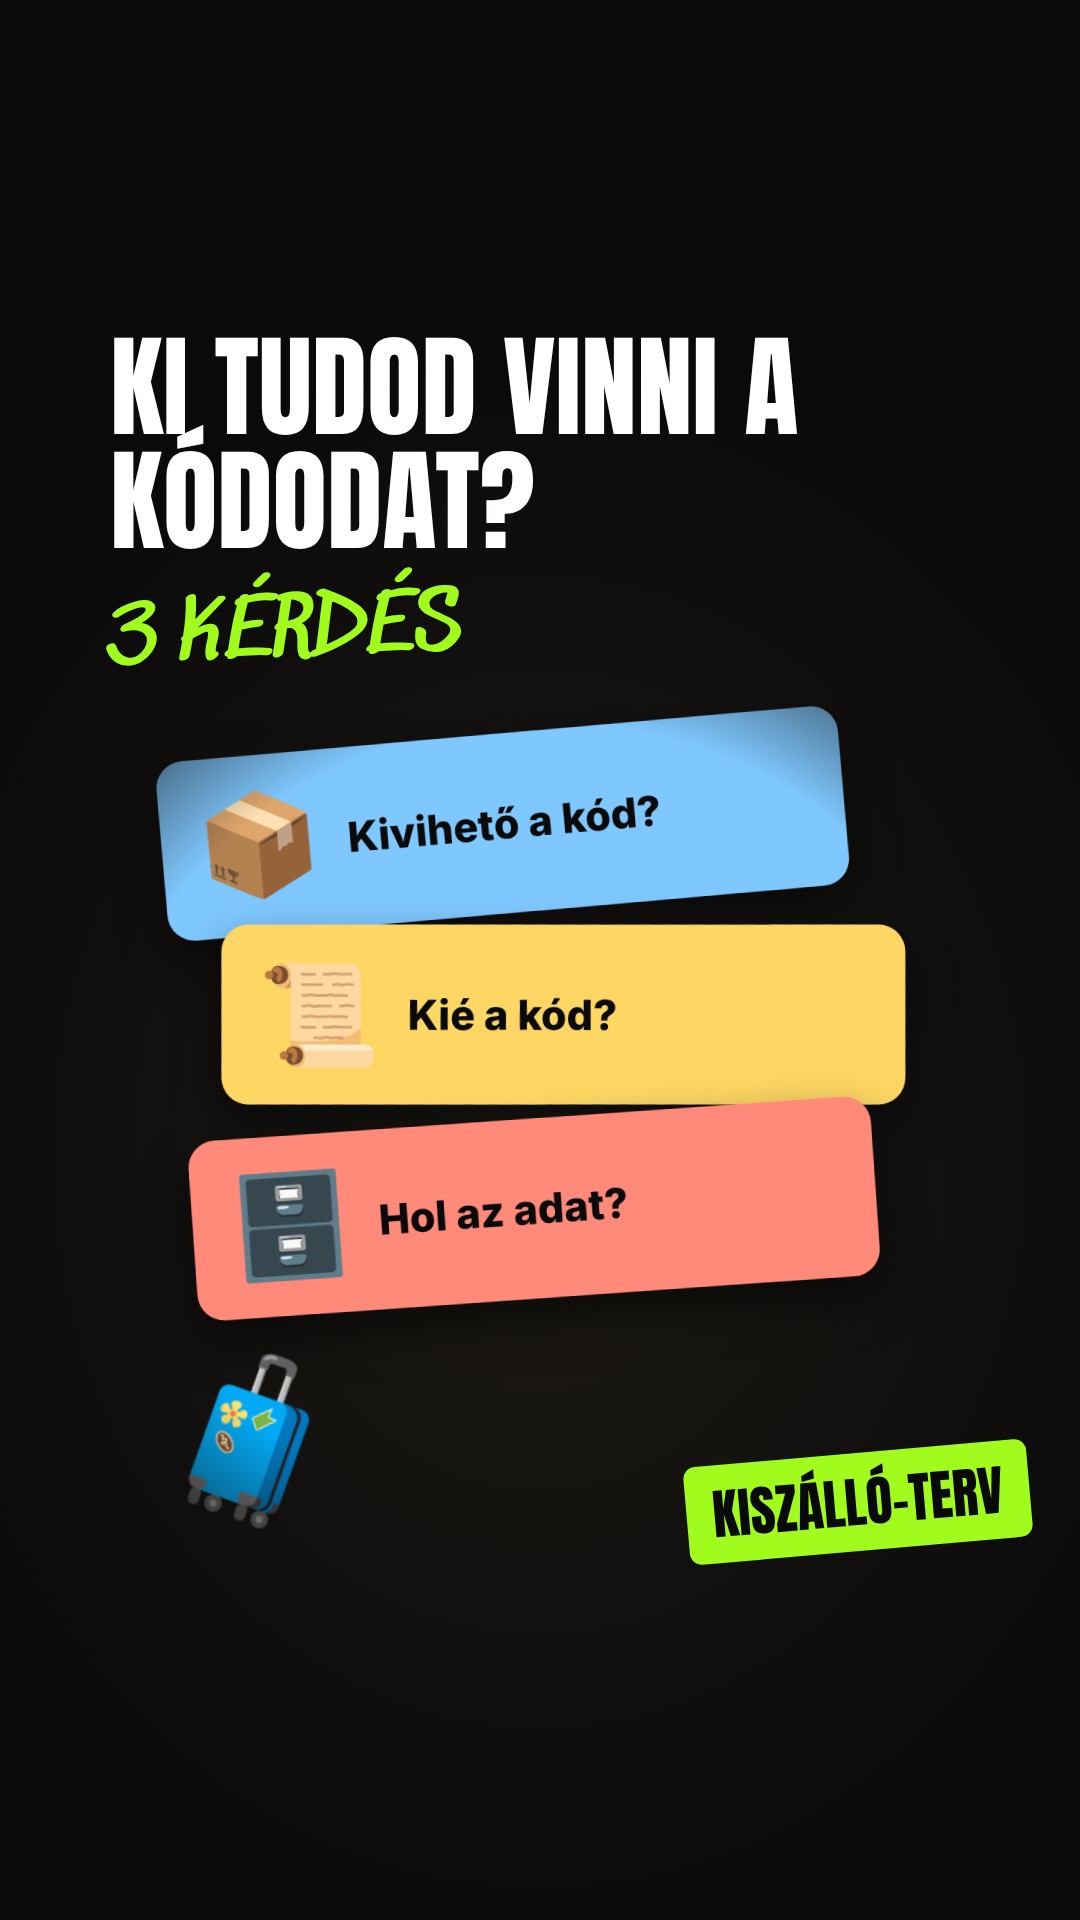 KI TUDOD VINNI A
KÓDODAT?
3 KÉRDÉS
Kivihető a kód?
Kié a kód?
Hol az adat?
KISZÁLLÓ-TERV